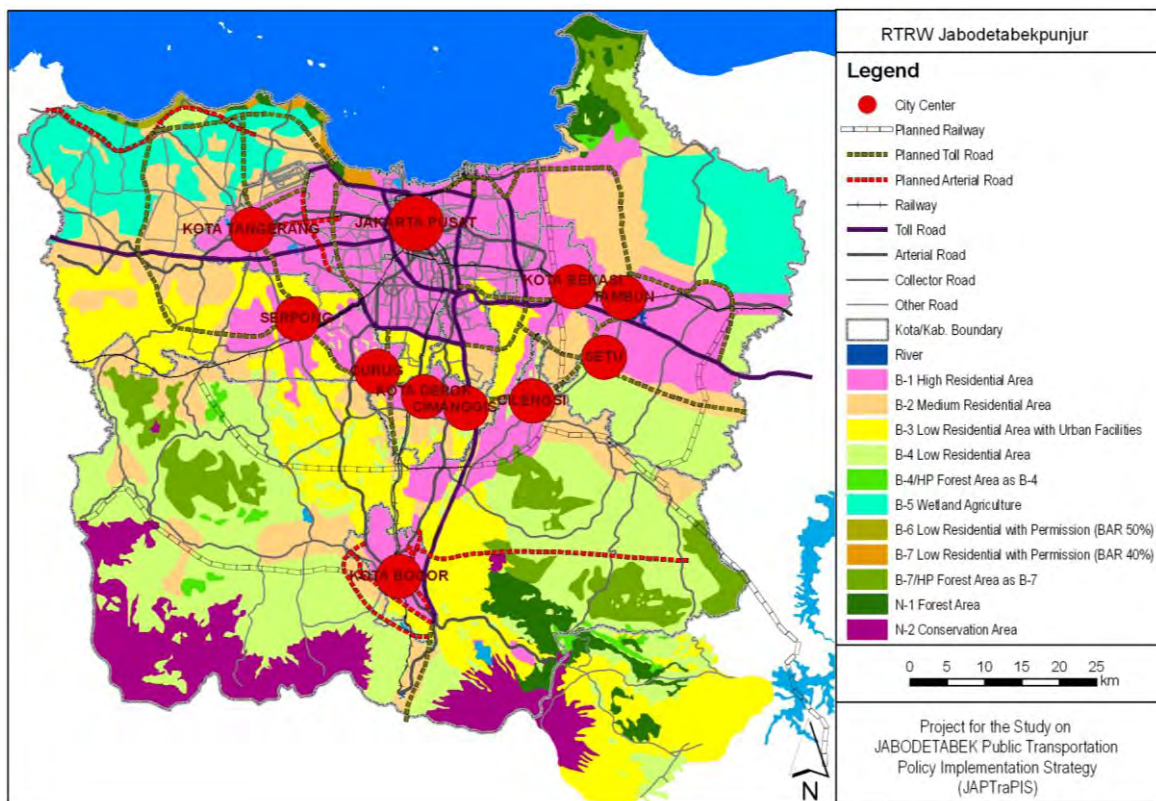 RTRW Jabodetabekpunjur
Legend
City Center
Planned Railway
Planned Toll Road
Planned Arterial Road
Railway
Toll Road
Arterial Road
Collector Road
Other Road
Kota/Kab. Boundary
River
B-1 High Residential Area
B-2 Medium Residential Area
B-3 Low Residential Area with Urban Facilities
B-4 Low Residential Area
B-4/HP Forest Area as B-4
B-5 Wetland Agriculture
B-6 Low Residential with Permission (BAR 50%)
B-7 Low Residential with Permission (BAR 40%)
B-7/HP Forest Area as B-7
N-1 Forest Area
N-2 Conservation Area
0 5 10 15 20 25
km
Project for the Study on
JABODETABEK Public Transportation
Policy Implementation Strategy
(JAPTraPIS)
JAKARTA PUSAT
KOTA TANGERANG
KOTA BEKASI
TAMBUN
SERPONG
SETU
CURUG
KOTA DEPOK
CIMANGGIS
CILENGSI
KOTA BOGOR
N